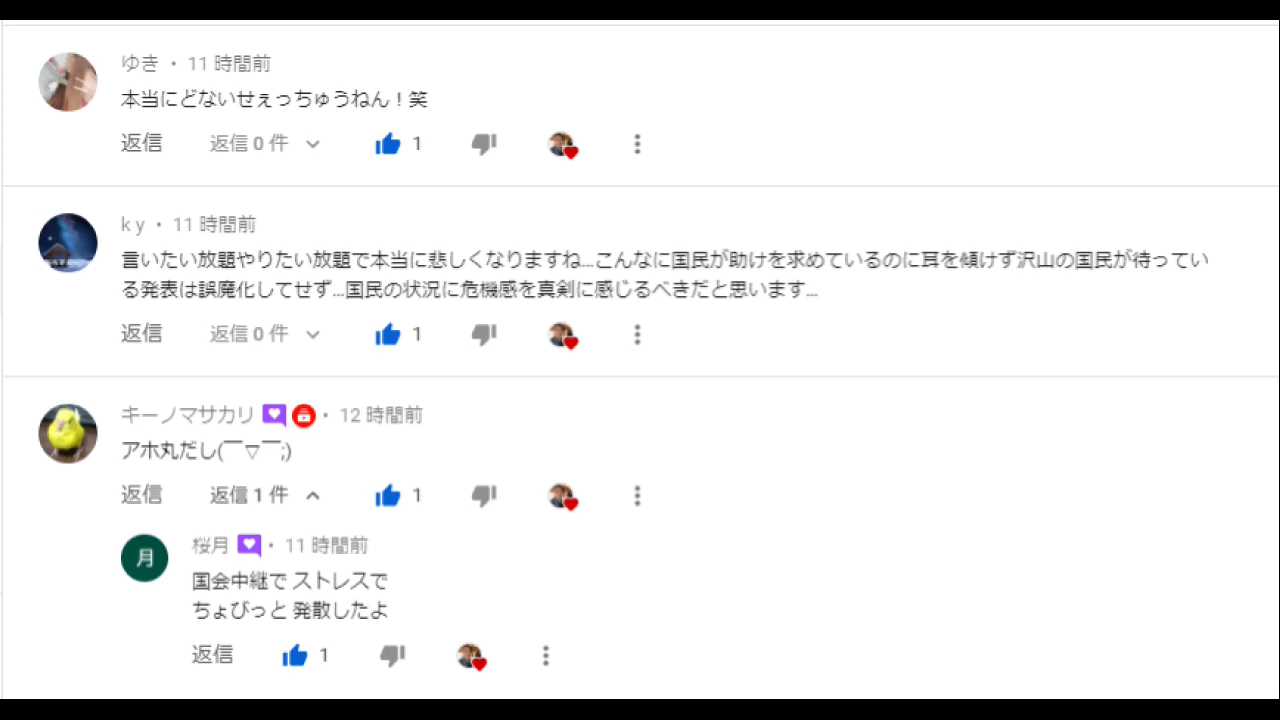 ゆき • 11 時間前
本当にどないせぇっちゅうねん！笑
返信 返信 0 件 1
k y • 11 時間前
言いたい放題やりたい放題で本当に悲しくなりますね...こんなに国民が助けを求めているのに耳を傾けず沢山の国民が待ってい
る発表は誤廃化してせず...国民の状況に危機感を真剣に感じるべきだと思います...
返信 返信 0 件 1
キーノマサカリ • 12 時間前
アホ丸だし(￣▽￣;)
返信 返信 1 件 1
月
桜月 • 11 時間前
国会中継で ストレスで
ちょびっと 発散したよ
返信 1